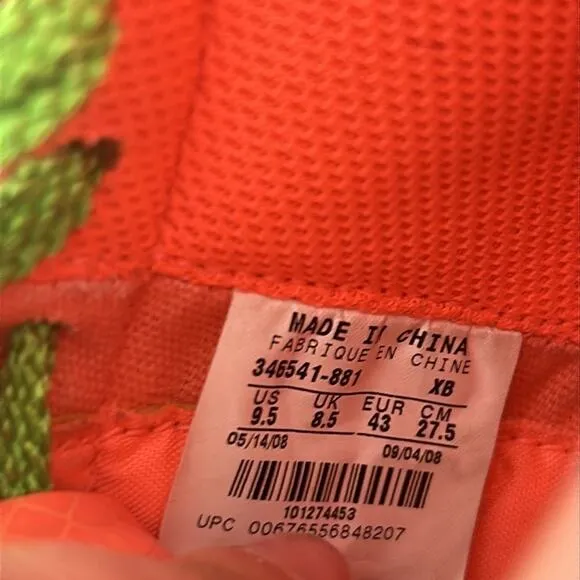 MADE IN CHINA
FABRIQUE EN CHINE
346541-881 XB
US UK EUR CM
9.5 8.5 43 27.5
05/14/08 09/04/08
101274453
UPC 00676556848207